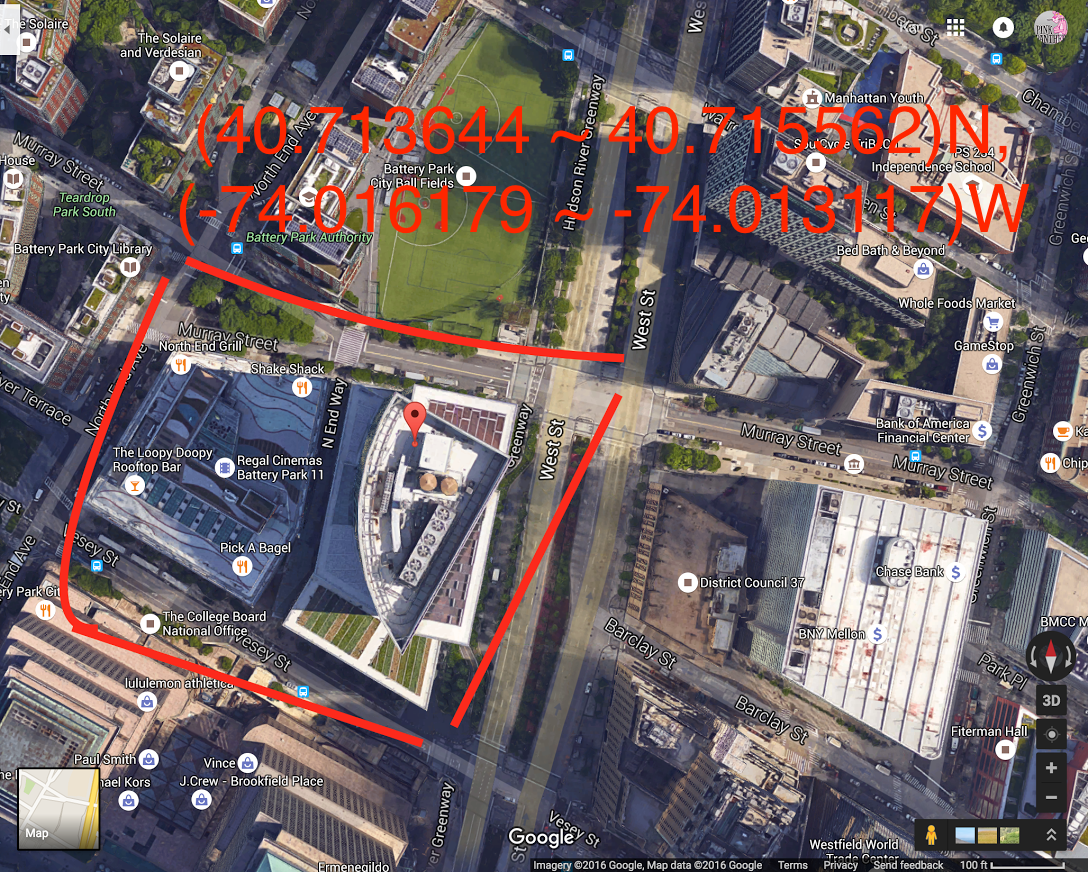 The Solaire
The Solaire
and Verdesian
Murray Street
House
Teardrop
Park South
Battery Park City Library
North End Ave
Battery Park
City Ball Fields
Battery Park Authority
Hudson River Greenway
West St
(40.713644 ~ 40.715562)N,
(-74.016179 ~ -74.013117)W
Manhattan Youth
Independence School
PS 234
Greenwich St
Bed Bath & Beyond
Whole Foods Market
GameStop
Greenwich St
Murray Street
North End Grill
Shake Shack
N End Way
The Loopy Doopy
Rooftop Bar
Regal Cinemas
Battery Park 11
West St
Bank of America
Financial Center
Murray Street
Murray Street
Pick A Bagel
Vesey St
The College Board
National Office
Vesey St
District Council 37
Chase Bank
BNY Mellon
Barclay St
Barclay St
Park Pl
BMCC
3D
Fiterman Hall
lululemon athletica
Paul Smith
Vince
J.Crew - Brookfield Place
Map
Google
Vesey St
Ermenegildo
Westfield World
Trade Center
Imagery ©2016 Google, Map data ©2016 Google Terms Privacy Send feedback 100 ft